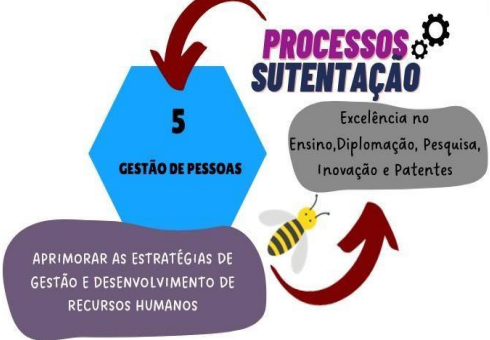 PROCESSOS
SUTENTAÇÃO
5
GESTÃO DE PESSOAS
Excelência no
Ensino,Diplomação, Pesquisa,
Inovação e Patentes
APRIMORAR AS ESTRATÉGIAS DE
GESTÃO E DESENVOLVIMENTO DE
RECURSOS HUMANOS